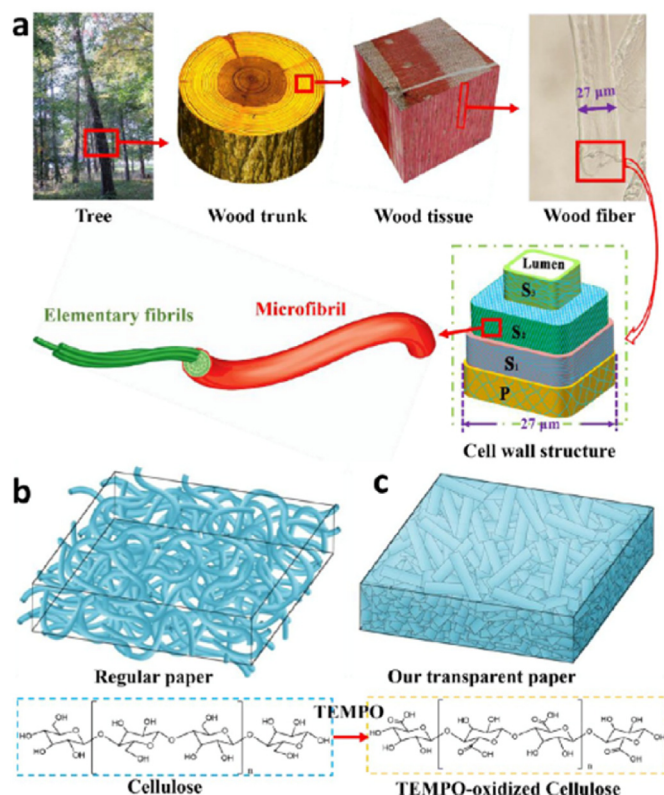 a
Tree
Wood trunk
Wood tissue
27 μm
Wood fiber
Elementary fibrils
Microfibril
Lumen
S₃
S₂
S₁
P
27 μm
Cell wall structure
b
Regular paper
c
Our transparent paper
TEMPO
Cellulose
TEMPO-oxidized Cellulose